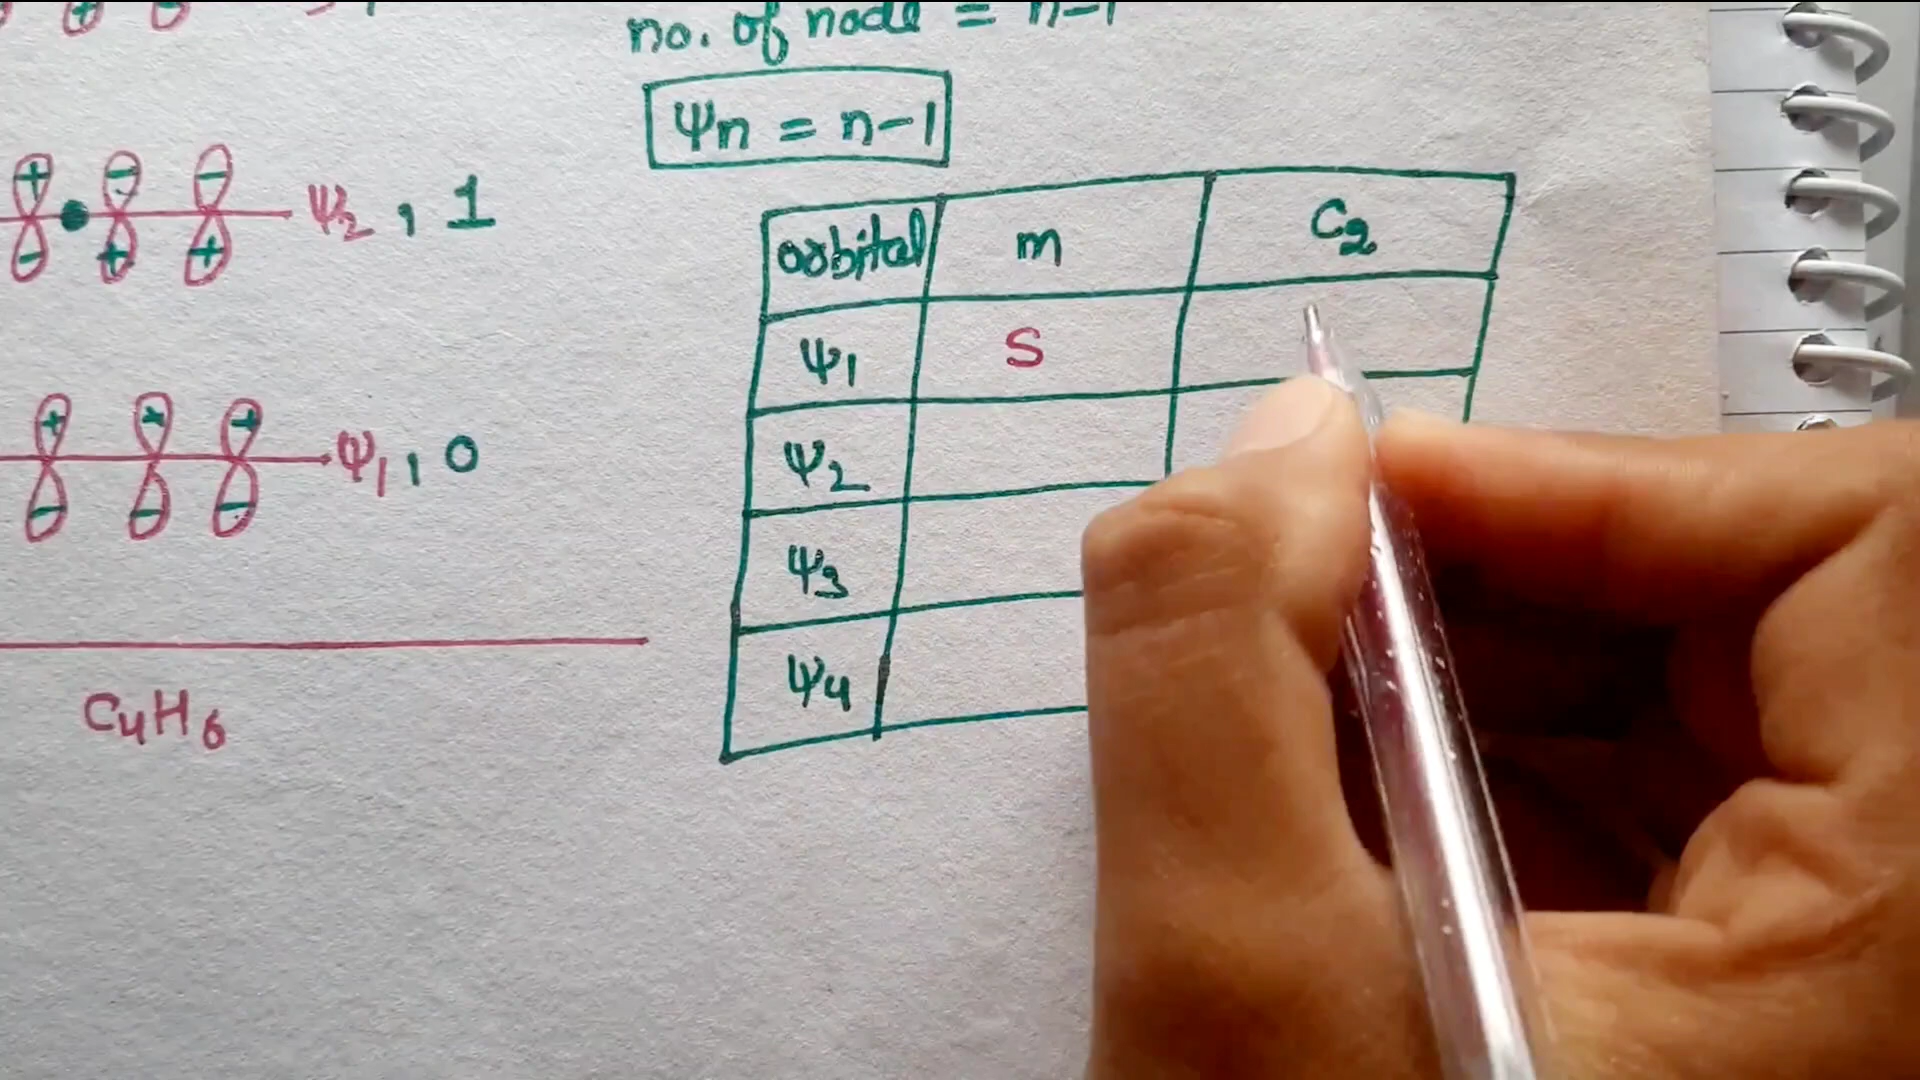 no. of node = n-1
Ψn = n-1
+ - -
- + +
Ψ2, 1
+ + +
- - -
Ψ1, 0
C4H6
orbital m C2
Ψ1 S
Ψ2
Ψ3
Ψ4